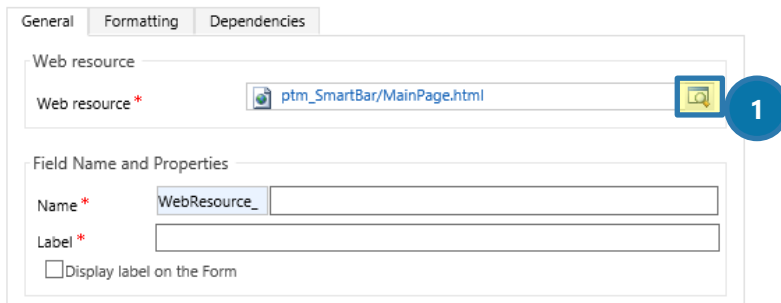 General Formatting Dependencies
Web resource
Web resource * ptm_SmartBar/MainPage.html
1
Field Name and Properties
Name * WebResource_
Label *
Display label on the Form